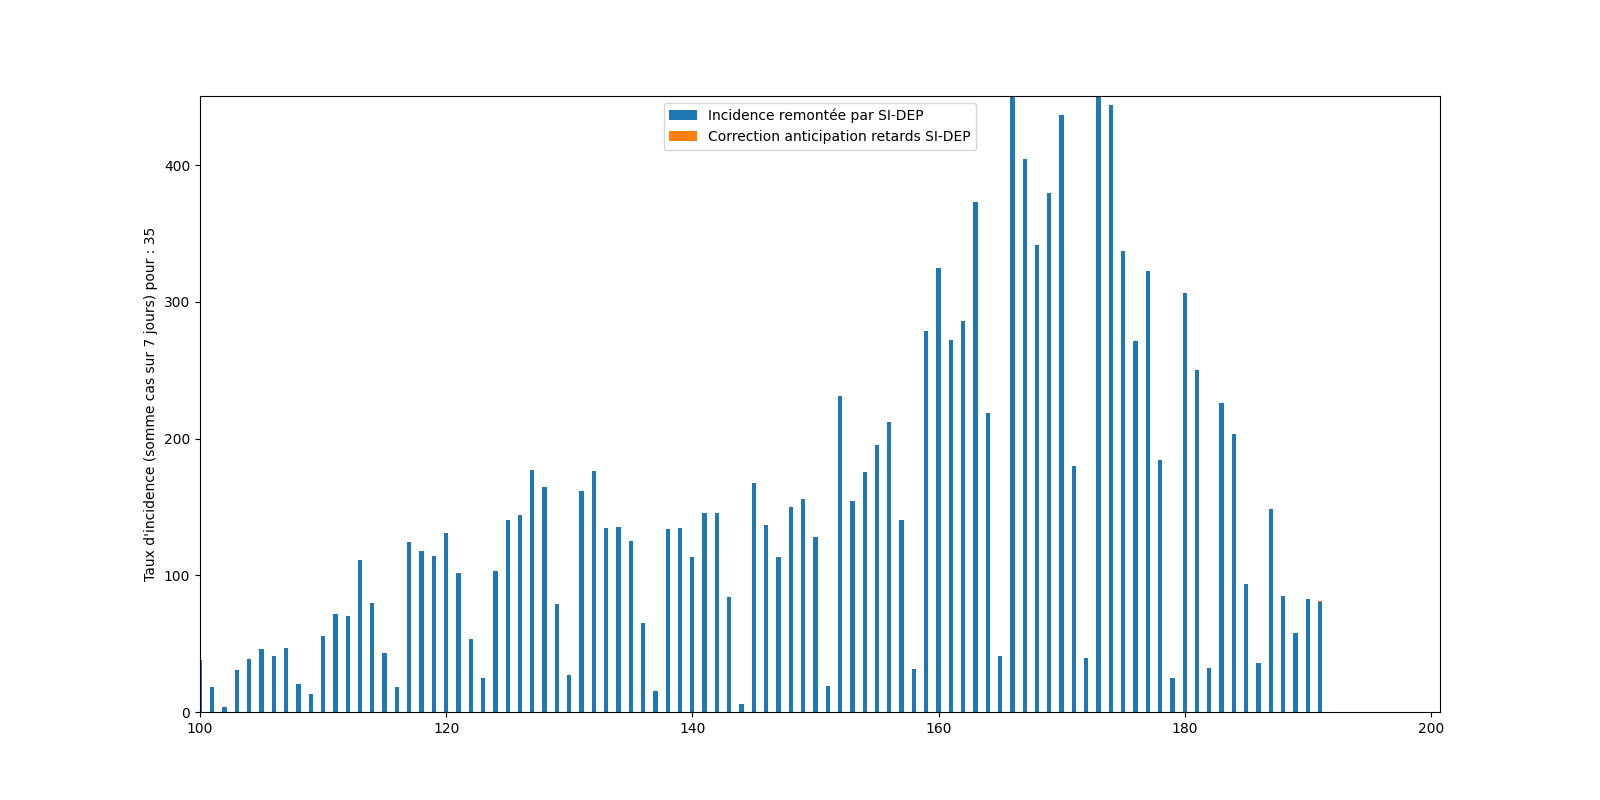 Incidence remontée par SI-DEP
Correction anticipation retards SI-DEP
Taux d'incidence (somme cas sur 7 jours) pour : 35
400
300
200
100
0
100 120 140 160 180 200